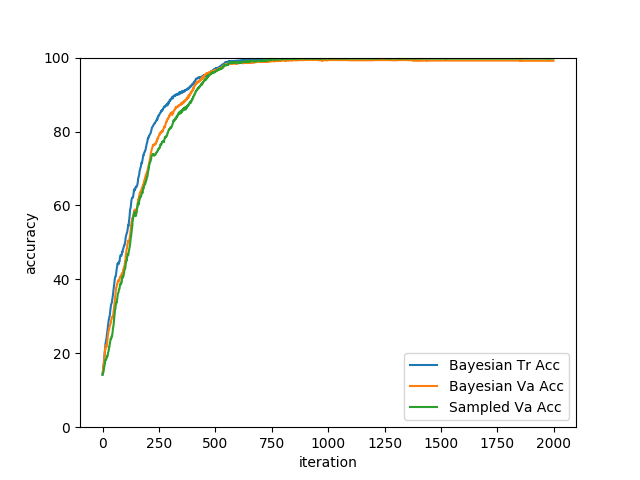 100
80
60
40
20
0
accuracy
Bayesian Tr Acc
Bayesian Va Acc
Sampled Va Acc
0 250 500 750 1000 1250 1500 1750 2000
iteration